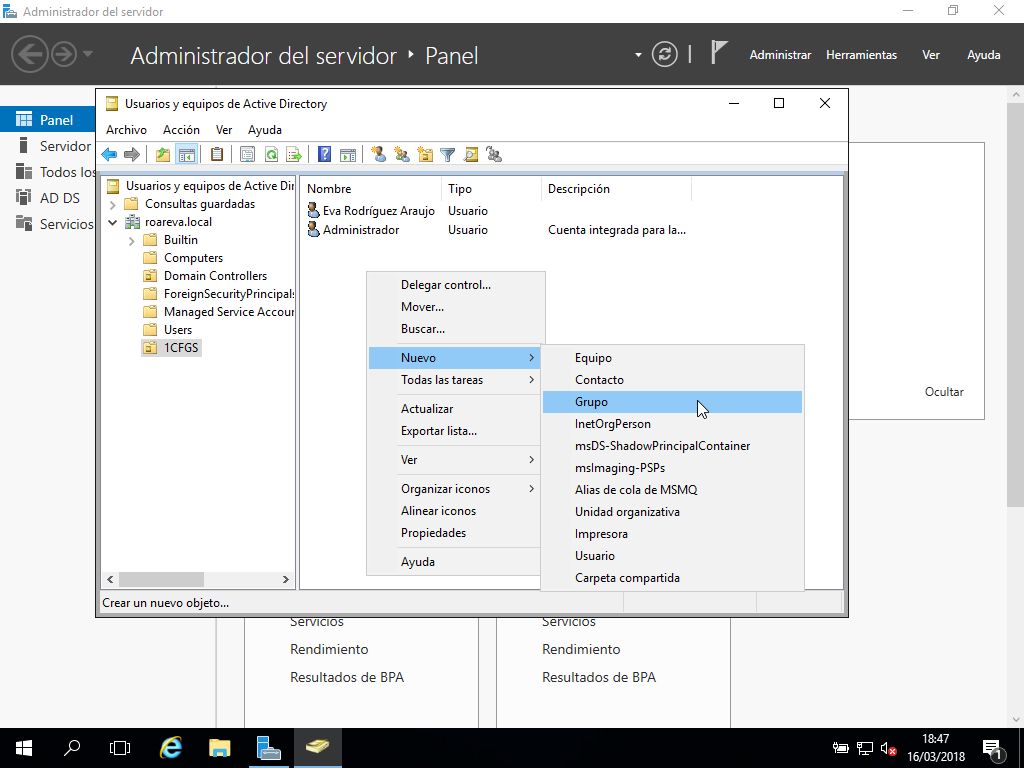 Administrador del servidor
Administrador del servidor ‣ Panel
Administrar
Herramientas
Ver
Ayuda
Panel
Servidor
Todos los
AD DS
Servicios
Usuarios y equipos de Active Directory
Archivo
Acción
Ver
Ayuda
Usuarios y equipos de Active Dir
Consultas guardadas
roareva.local
Builtin
Computers
Domain Controllers
ForeignSecurityPrincipals
Managed Service Accour
Users
1CFGS
Nombre
Tipo
Descripción
Eva Rodríguez Araujo
Usuario
Administrador
Usuario
Cuenta integrada para la...
Delegar control...
Mover...
Buscar...
Nuevo
Todas las tareas
Actualizar
Exportar lista...
Ver
Organizar iconos
Alinear iconos
Propiedades
Ayuda
Equipo
Contacto
Grupo
InetOrgPerson
msDS-ShadowPrincipalContainer
msImaging-PSPs
Alias de cola de MSMQ
Unidad organizativa
Impresora
Usuario
Carpeta compartida
Ocultar
Crear un nuevo objeto...
Servicios
Rendimiento
Resultados de BPA
Servicios
Rendimiento
Resultados de BPA
18:47
16/03/2018
1